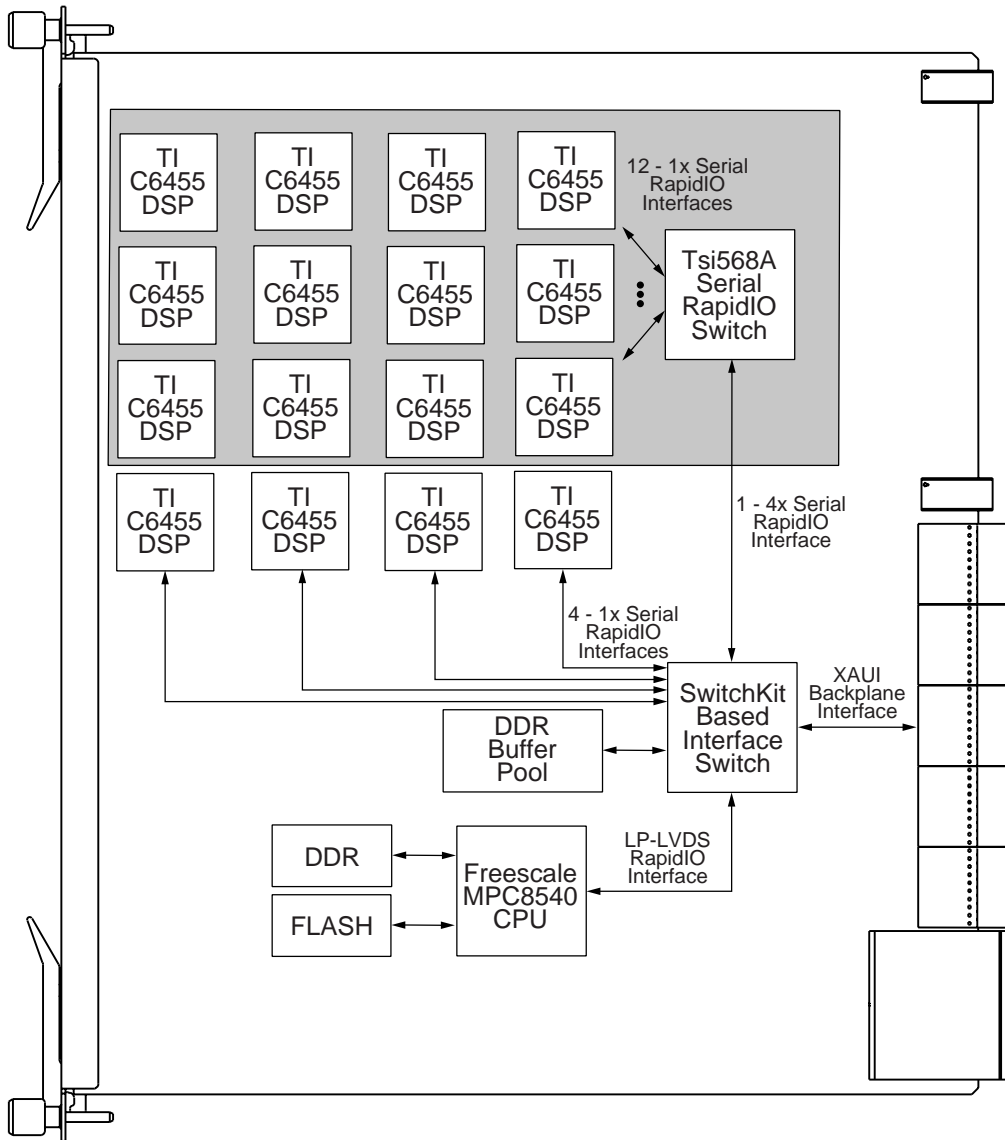 TI
C6455
DSP
TI
C6455
DSP
TI
C6455
DSP
TI
C6455
DSP
12 - 1x Serial
RapidIO
Interfaces
TI
C6455
DSP
TI
C6455
DSP
TI
C6455
DSP
TI
C6455
DSP
Tsi568A
Serial
RapidIO
Switch
TI
C6455
DSP
TI
C6455
DSP
TI
C6455
DSP
TI
C6455
DSP
TI
C6455
DSP
TI
C6455
DSP
TI
C6455
DSP
TI
C6455
DSP
1 - 4x Serial
RapidIO
Interface
4 - 1x Serial
RapidIO
Interfaces
SwitchKit
Based
Interface
Switch
XAUI
Backplane
Interface
DDR
Buffer
Pool
LP-LVDS
RapidIO
Interface
DDR
Freescale
MPC8540
CPU
FLASH